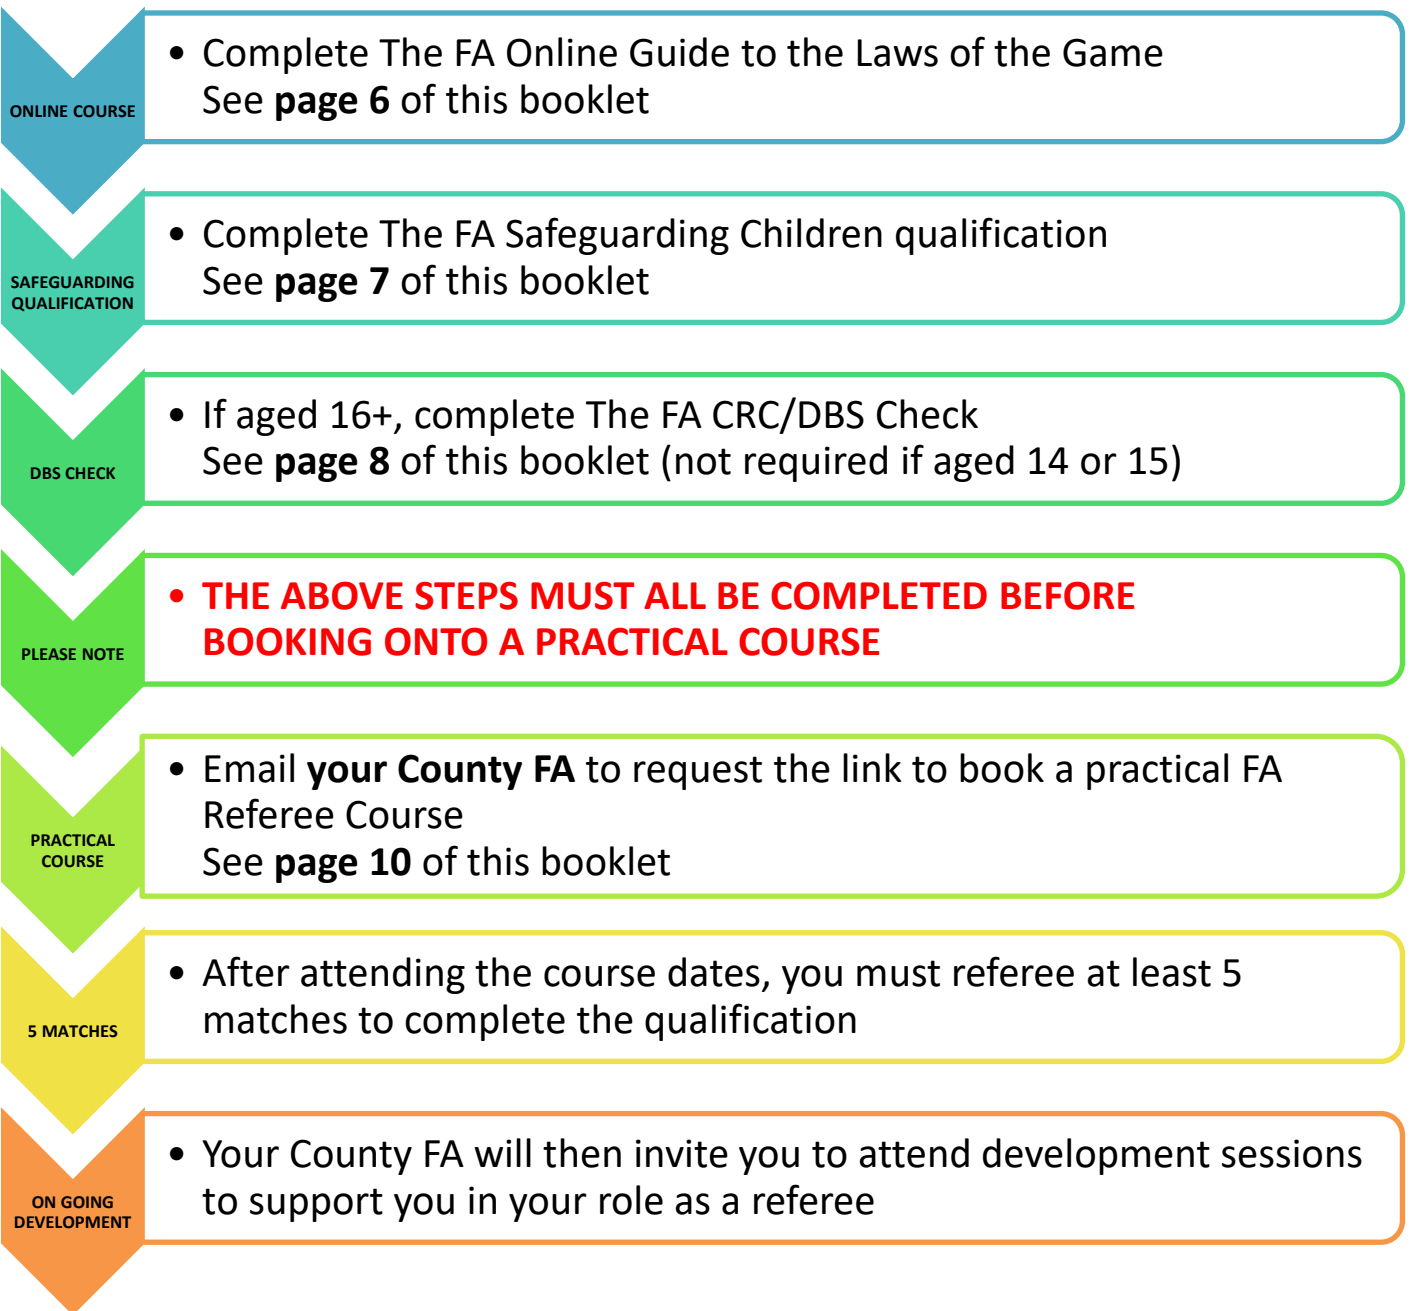 ONLINE COURSE
• Complete The FA Online Guide to the Laws of the Game
See page 6 of this booklet
SAFEGUARDING
QUALIFICATION
• Complete The FA Safeguarding Children qualification
See page 7 of this booklet
DBS CHECK
• If aged 16+, complete The FA CRC/DBS Check
See page 8 of this booklet (not required if aged 14 or 15)
PLEASE NOTE
• THE ABOVE STEPS MUST ALL BE COMPLETED BEFORE
BOOKING ONTO A PRACTICAL COURSE
PRACTICAL
COURSE
• Email your County FA to request the link to book a practical FA
Referee Course
See page 10 of this booklet
5 MATCHES
• After attending the course dates, you must referee at least 5
matches to complete the qualification
ON GOING
DEVELOPMENT
• Your County FA will then invite you to attend development sessions
to support you in your role as a referee